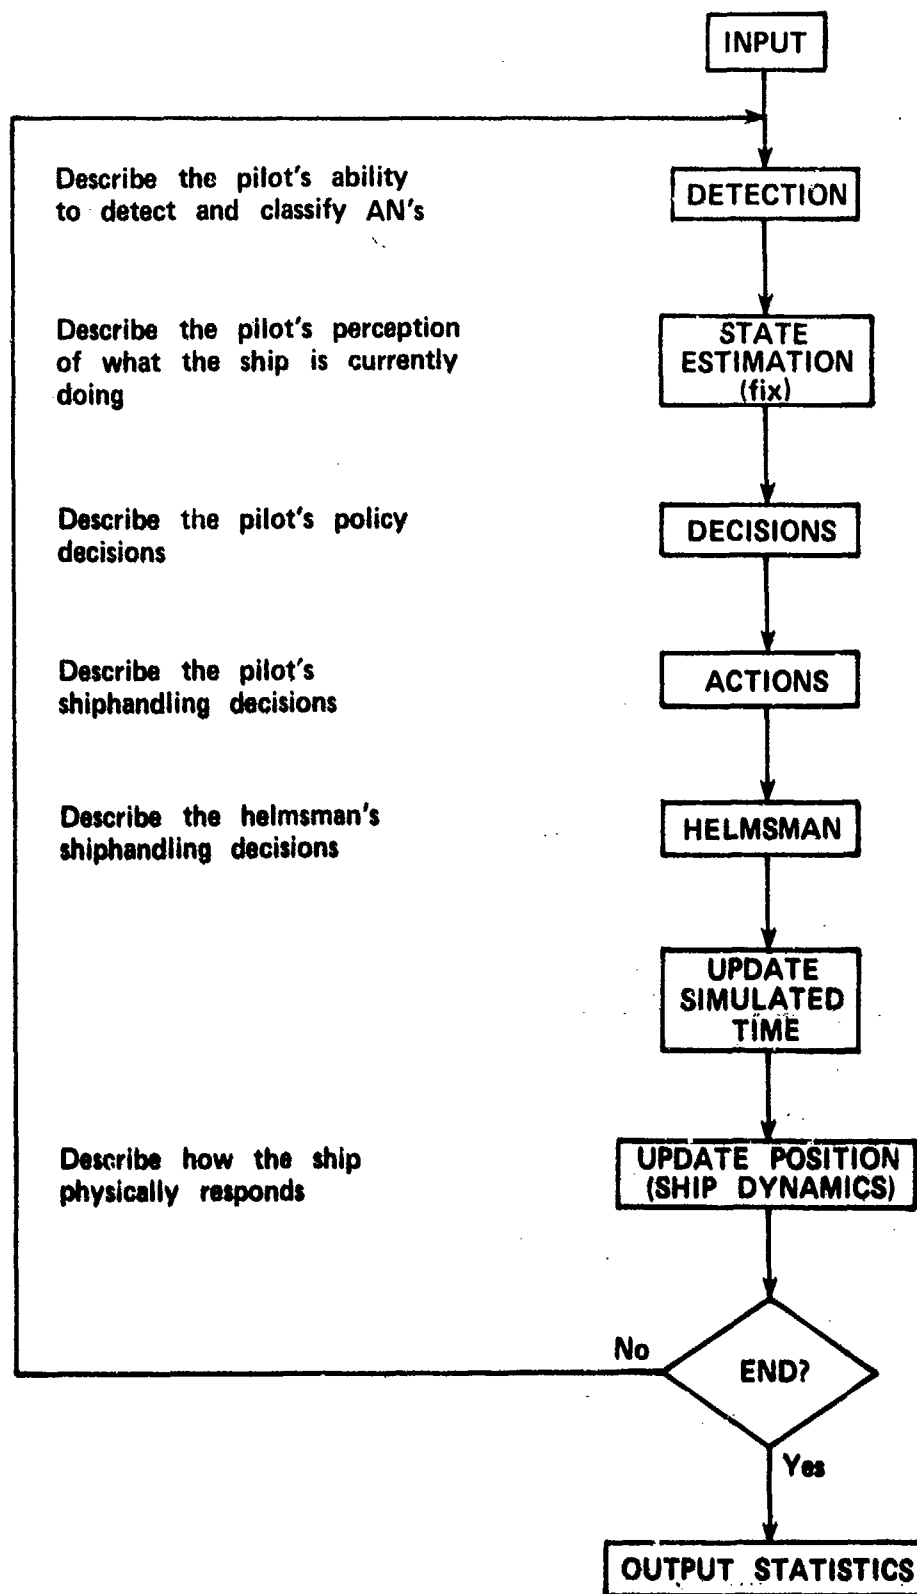 INPUT
Describe the pilot's ability
to detect and classify AN's
DETECTION
Describe the pilot's perception
of what the ship is currently
doing
STATE
ESTIMATION
(fix)
Describe the pilot's policy
decisions
DECISIONS
Describe the pilot's
shiphandling decisions
ACTIONS
Describe the helmsman's
shiphandling decisions
HELMSMAN
UPDATE
SIMULATED
TIME
Describe how the ship
physically responds
UPDATE POSITION
(SHIP DYNAMICS)
No
END?
Yes
OUTPUT STATISTICS